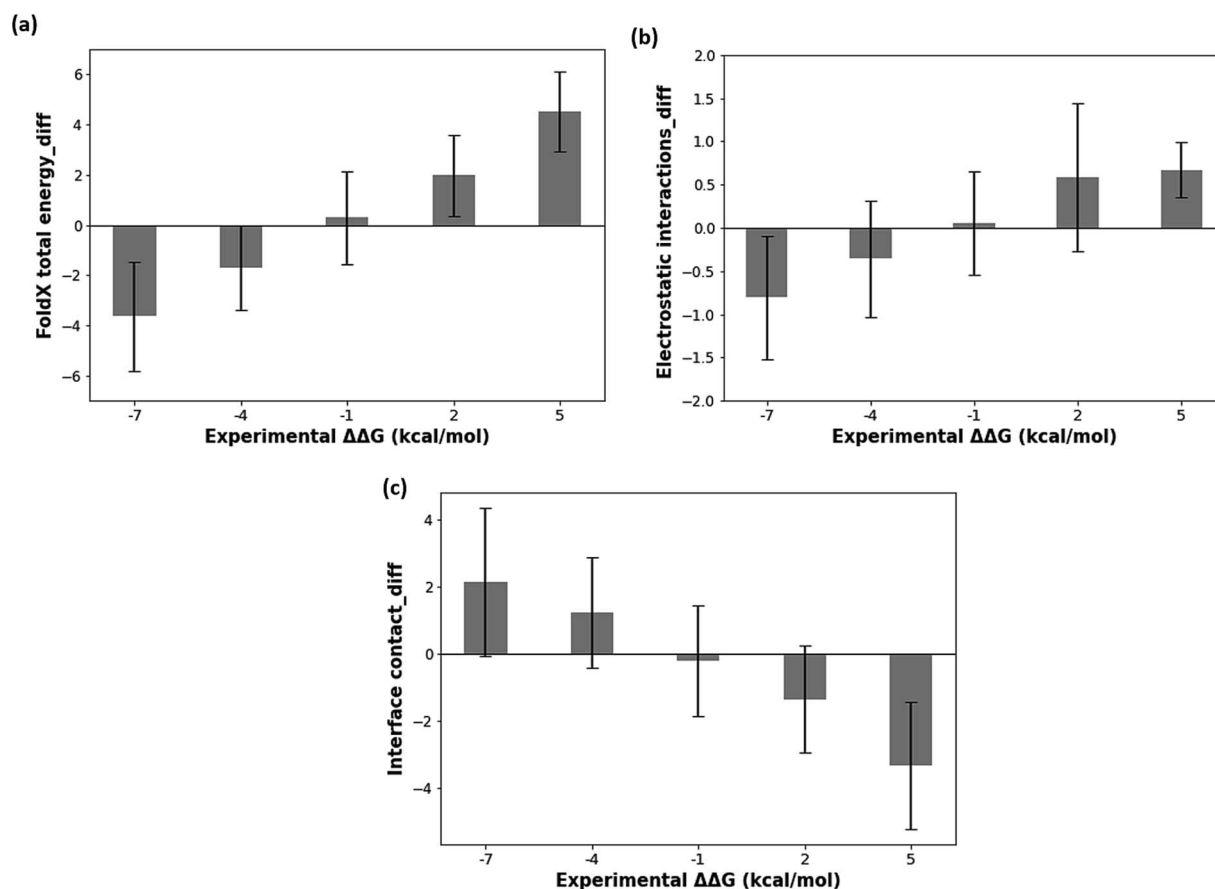 (a)
FoldX total energy_diff
6
4
2
0
−2
−4
−6
-7 -4 -1 2 5
Experimental ΔΔG (kcal/mol)
(b)
Electrostatic interactions_diff
2.0
1.5
1.0
0.5
0.0
−0.5
−1.0
−1.5
−2.0
-7 -4 -1 2 5
Experimental ΔΔG (kcal/mol)
(c)
Interface contact_diff
4
2
0
−2
−4
-7 -4 -1 2 5
Experimental ΔΔG (kcal/mol)